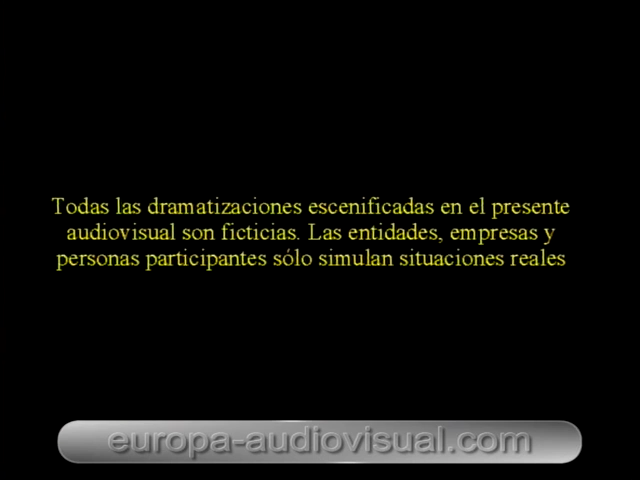 Todas las dramatizaciones escenificadas en el presente
audiovisual son ficticias. Las entidades, empresas y
personas participantes sólo simulan situaciones reales
europa-audiovisual.com